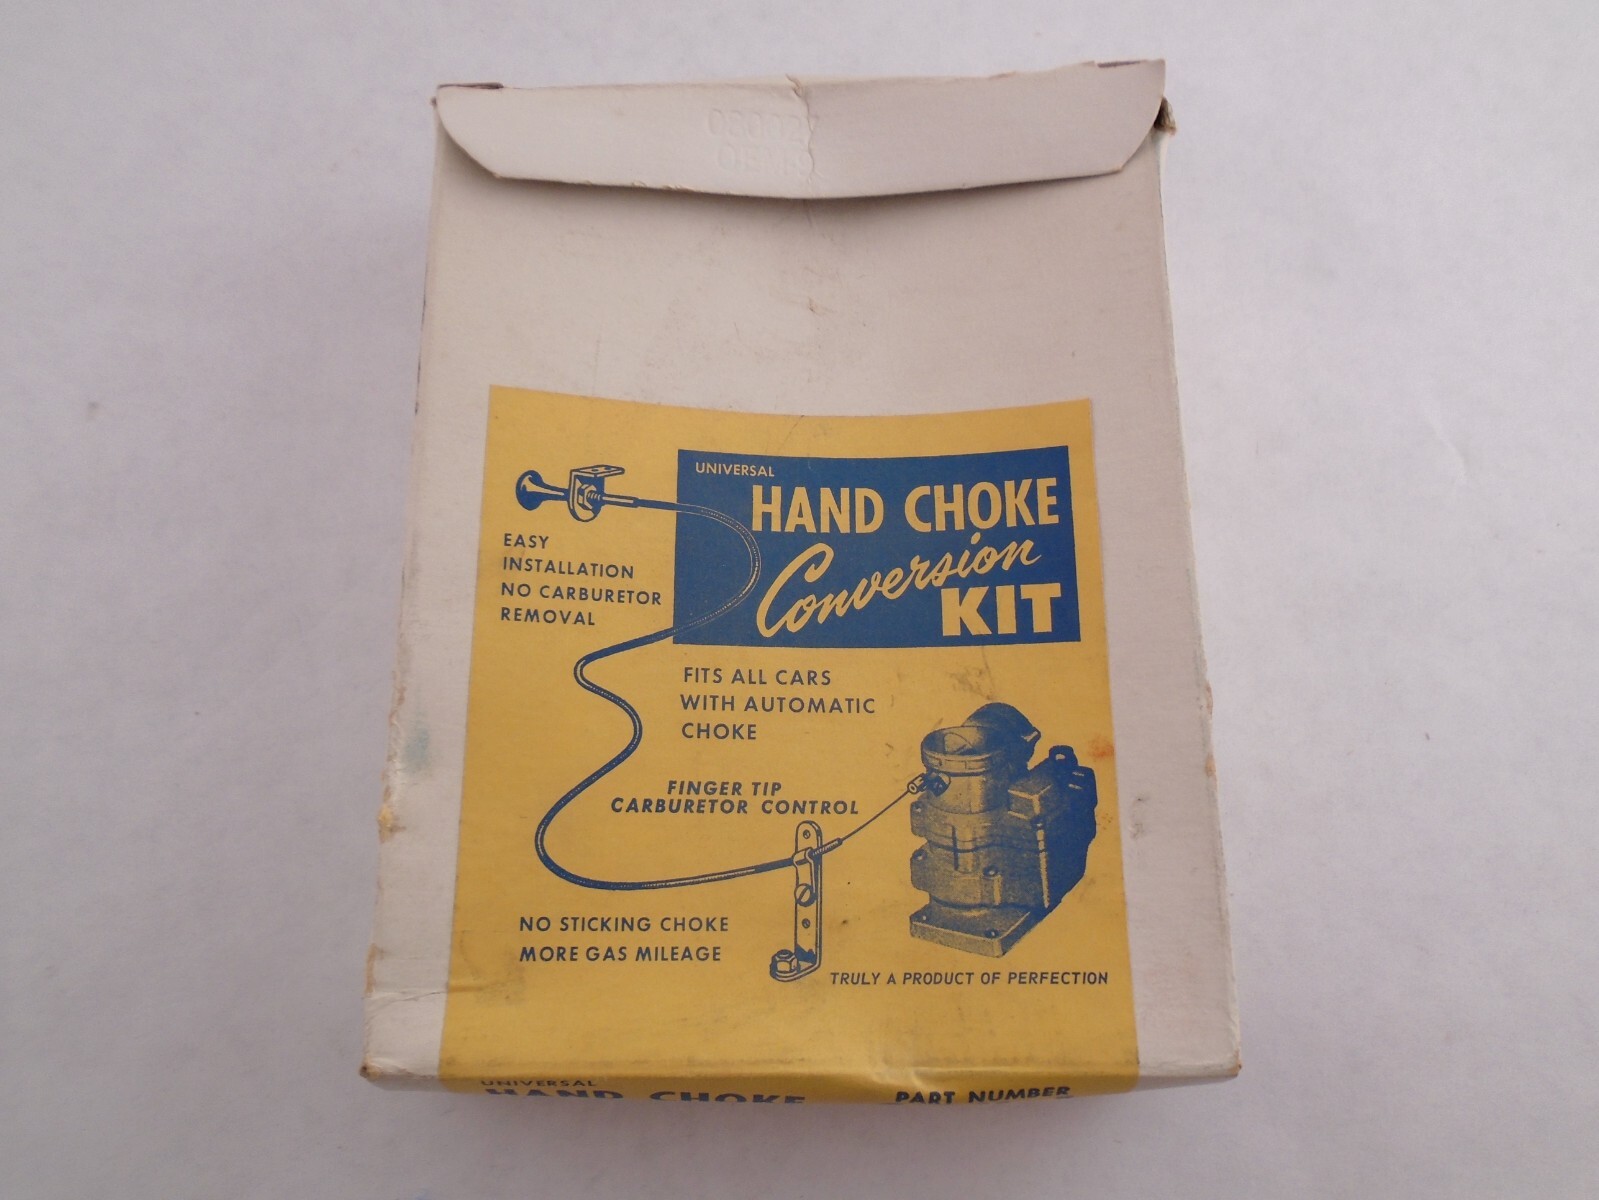 UNIVERSAL
HAND CHOKE
Conversion
KIT
EASY
INSTALLATION
NO CARBURETOR
REMOVAL
FITS ALL CARS
WITH AUTOMATIC
CHOKE
FINGER TIP
CARBURETOR CONTROL
NO STICKING CHOKE
MORE GAS MILEAGE
TRULY A PRODUCT OF PERFECTION
UNIVERSAL
HAND CHOKE
PART NUMBER